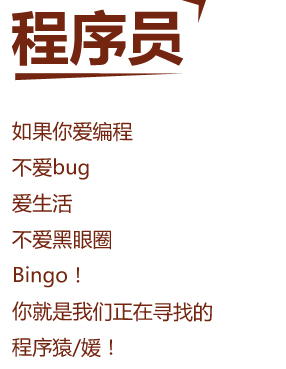 程序员
如果你爱编程
不爱bug
爱生活
不爱黑眼圈
Bingo！
你就是我们正在寻找的
程序猿/媛！